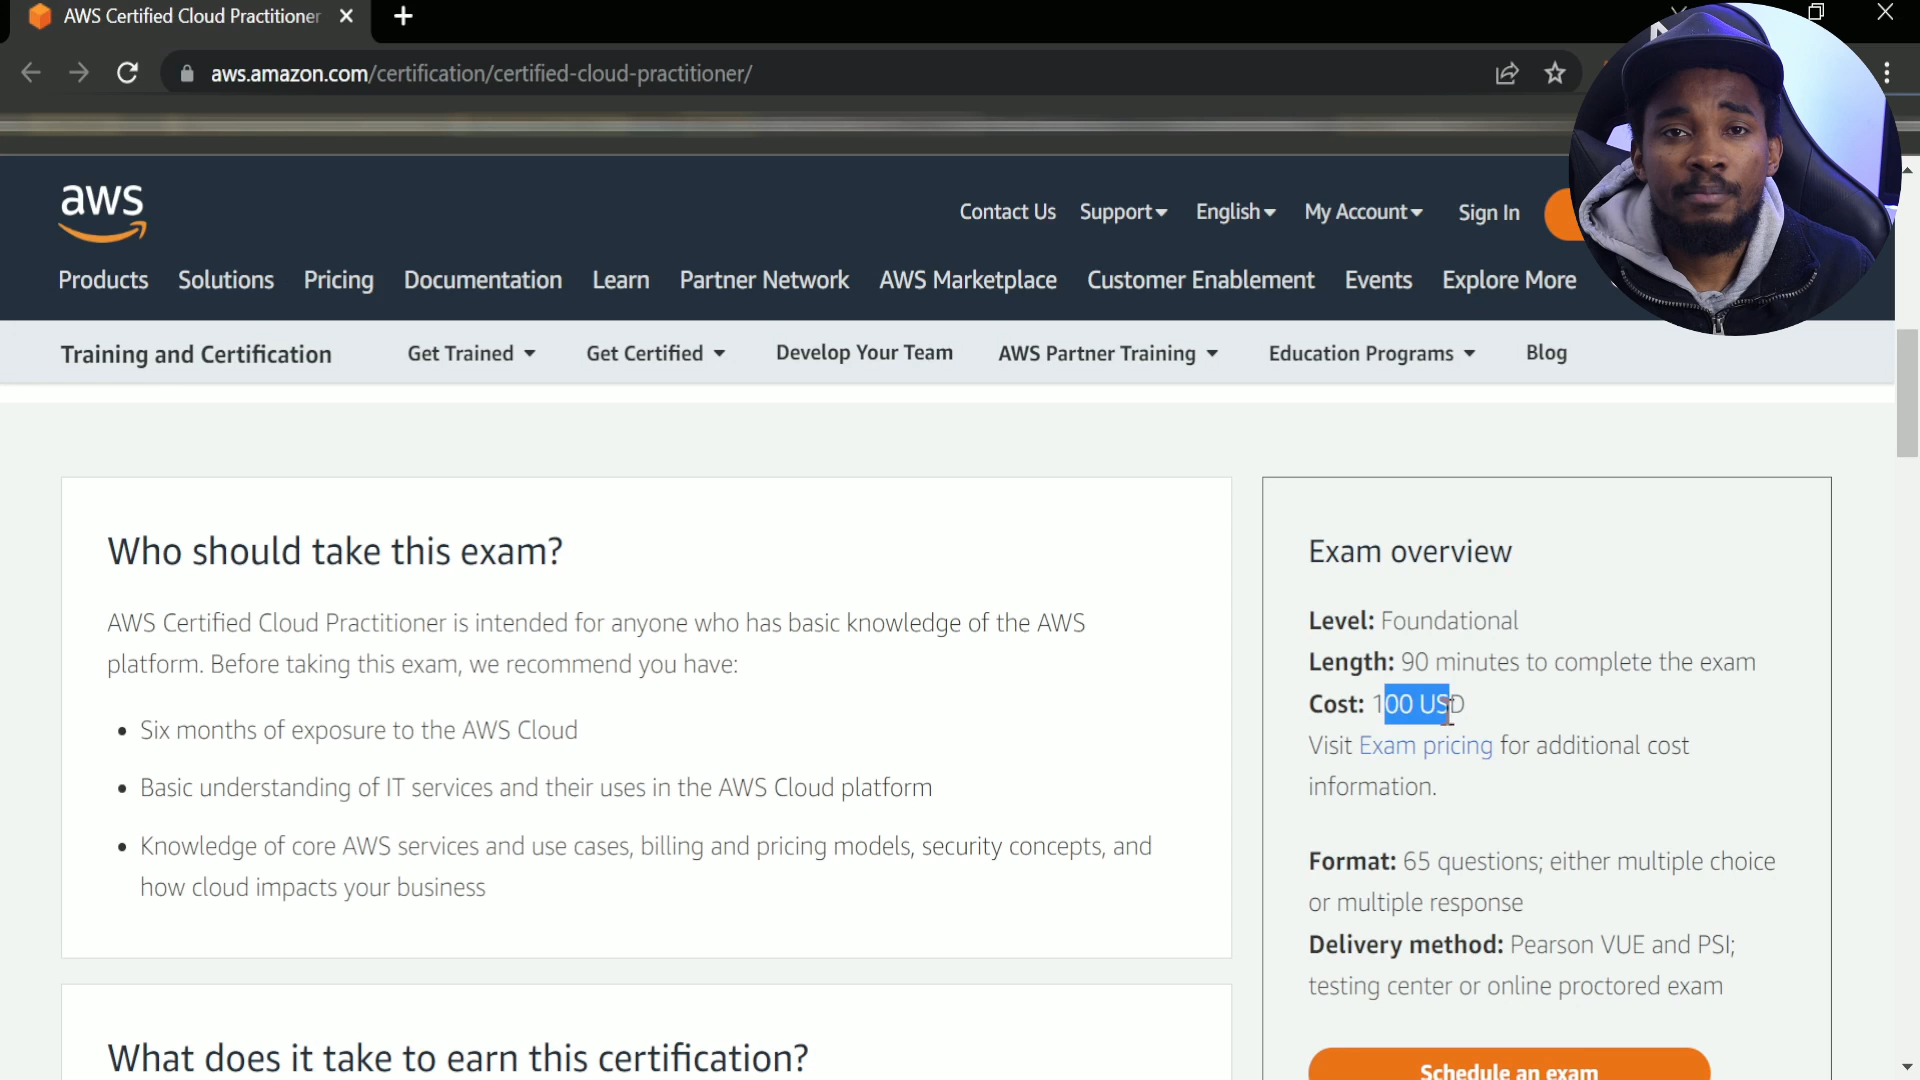 AWS Certified Cloud Practitioner
aws.amazon.com/certification/certified-cloud-practitioner/
aws
Contact Us Support English My Account Sign In
Products Solutions Pricing Documentation Learn Partner Network AWS Marketplace Customer Enablement Events Explore More
Training and Certification Get Trained Get Certified Develop Your Team AWS Partner Training Education Programs Blog
Who should take this exam?
AWS Certified Cloud Practitioner is intended for anyone who has basic knowledge of the AWS
platform. Before taking this exam, we recommend you have:
• Six months of exposure to the AWS Cloud
• Basic understanding of IT services and their uses in the AWS Cloud platform
• Knowledge of core AWS services and use cases, billing and pricing models, security concepts, and
how cloud impacts your business
What does it take to earn this certification?
Exam overview
Level: Foundational
Length: 90 minutes to complete the exam
Cost: 100 USD
Visit Exam pricing for additional cost
information.
Format: 65 questions; either multiple choice
or multiple response
Delivery method: Pearson VUE and PSI;
testing center or online proctored exam
Schedule an exam